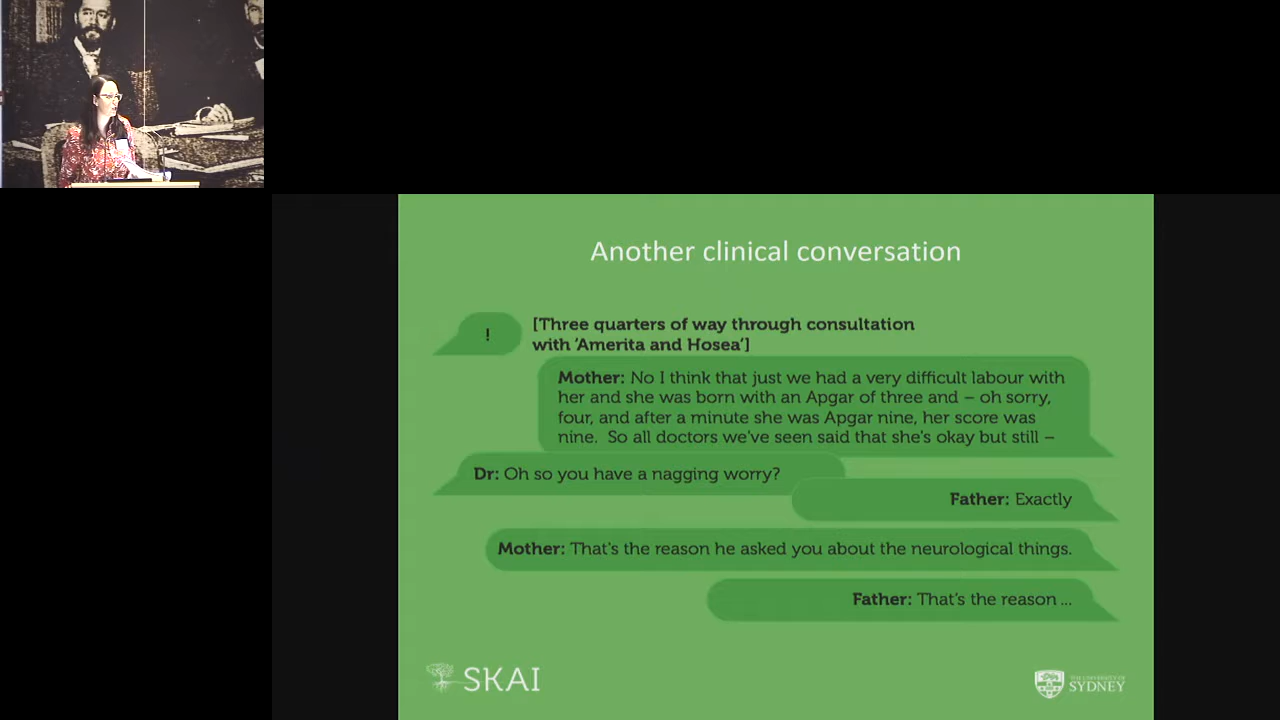 Another clinical conversation
!
[Three quarters of way through consultation
with ‘Amerita and Hosea’]
Mother: No I think that just we had a very difficult labour with
her and she was born with an Apgar of three and – oh sorry,
four, and after a minute she was Apgar nine, her score was
nine. So all doctors we've seen said that she's okay but still –
Dr: Oh so you have a nagging worry?
Father: Exactly
Mother: That's the reason he asked you about the neurological things.
Father: That's the reason ...
SKAI
THE UNIVERSITY OF
SYDNEY